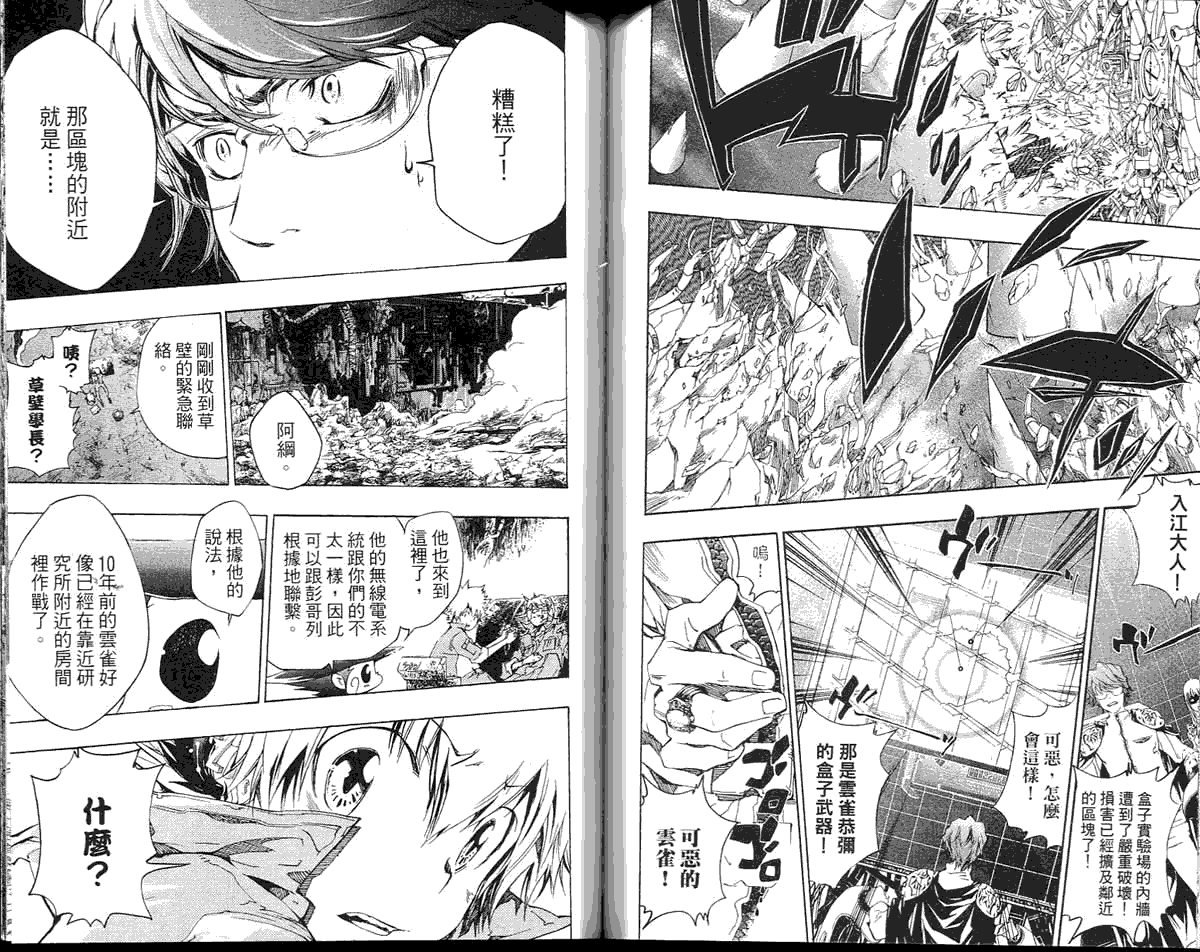 入江大人！
盒子實驗場的內牆
遭到了嚴重破壞！
損害已經擴及鄰近
的區塊了！
可惡，怎麼
會這樣！
那是雲雀恭彌
的盒子武器！
嗚！
可惡的
雲雀！
糟糕了！
那區塊的附近
就是……
阿綱。
剛剛收到草
壁的緊急聯
絡。
咦？
草壁學長？
他也來到
這裡了，
他的無線電系
統跟你們的不
太一樣，因此
可以跟彭哥列
根據地聯繫。
根據他的
說法，
10年前的雲雀好
像已經在靠近研
究所附近的房間
裡作戰了。
什麼？